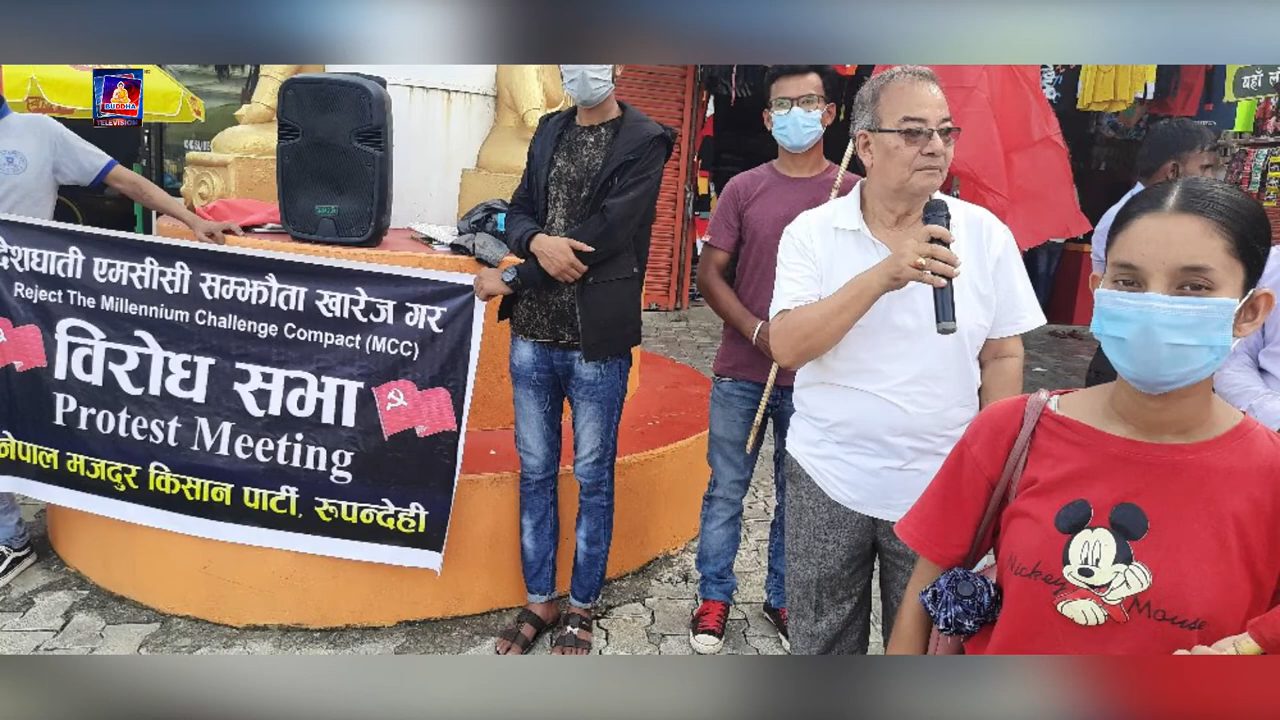 BUDDHA
TELEVISION
देशघाती एमसीसी सम्झौता खारेज गर
Reject The Millennium Challenge Compact (MCC)
विरोध सभा
Protest Meeting
नेपाल मजदुर किसान पार्टी, रुपन्देही
यहाँ
Mickey
Mouse